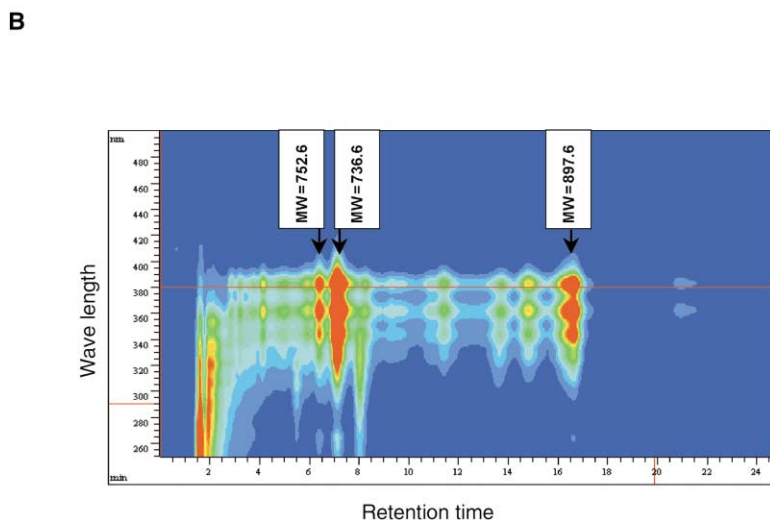 B
MW = 752.6
MW = 736.6
MW = 897.6
nm
480
460
440
420
400
380
360
340
320
300
280
260
Wave length
min
2 4 6 8 10 12 14 16 18 20 22 24
Retention time